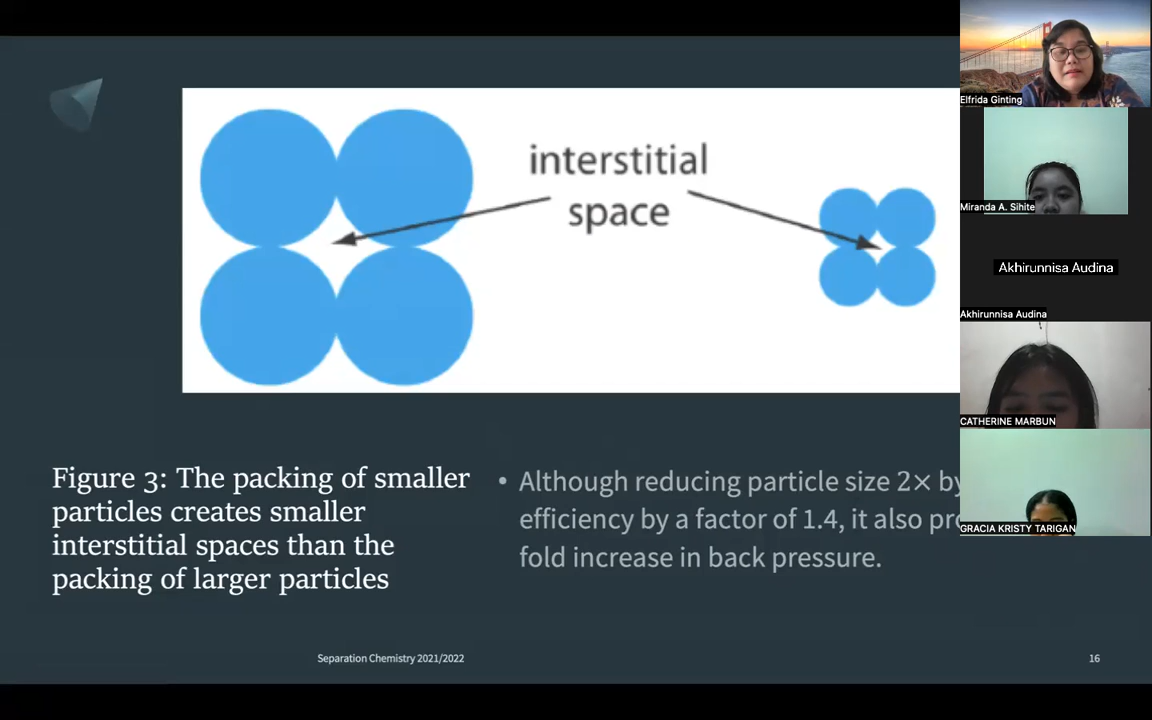 interstitial
space
Figure 3: The packing of smaller
particles creates smaller
interstitial spaces than the
packing of larger particles
• Although reducing particle size 2× by
efficiency by a factor of 1.4, it also
fold increase in back pressure.
Separation Chemistry 2021/2022
16
Elfrida Ginting
Miranda A. Sihite
Akhirunnisa Audina
Akhirunnisa Audina
CATHERINE MARBUN
GRACIA KRISTY TARIGAN